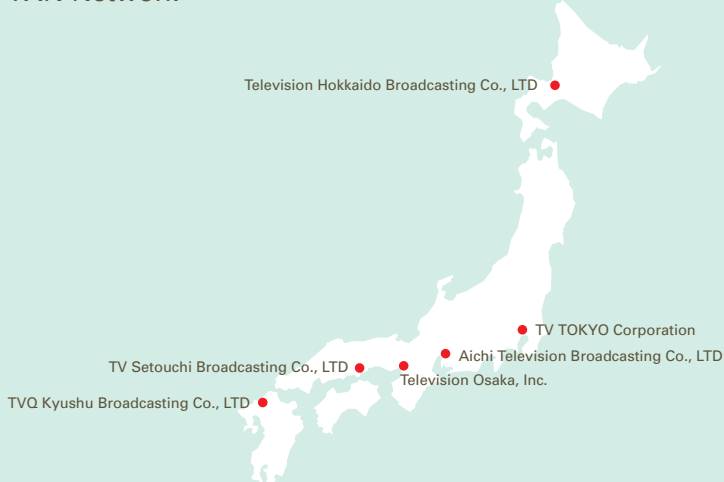 Television Hokkaido Broadcasting Co., LTD
TV TOKYO Corporation
Aichi Television Broadcasting Co., LTD
TV Setouchi Broadcasting Co., LTD
Television Osaka, Inc.
TVQ Kyushu Broadcasting Co., LTD